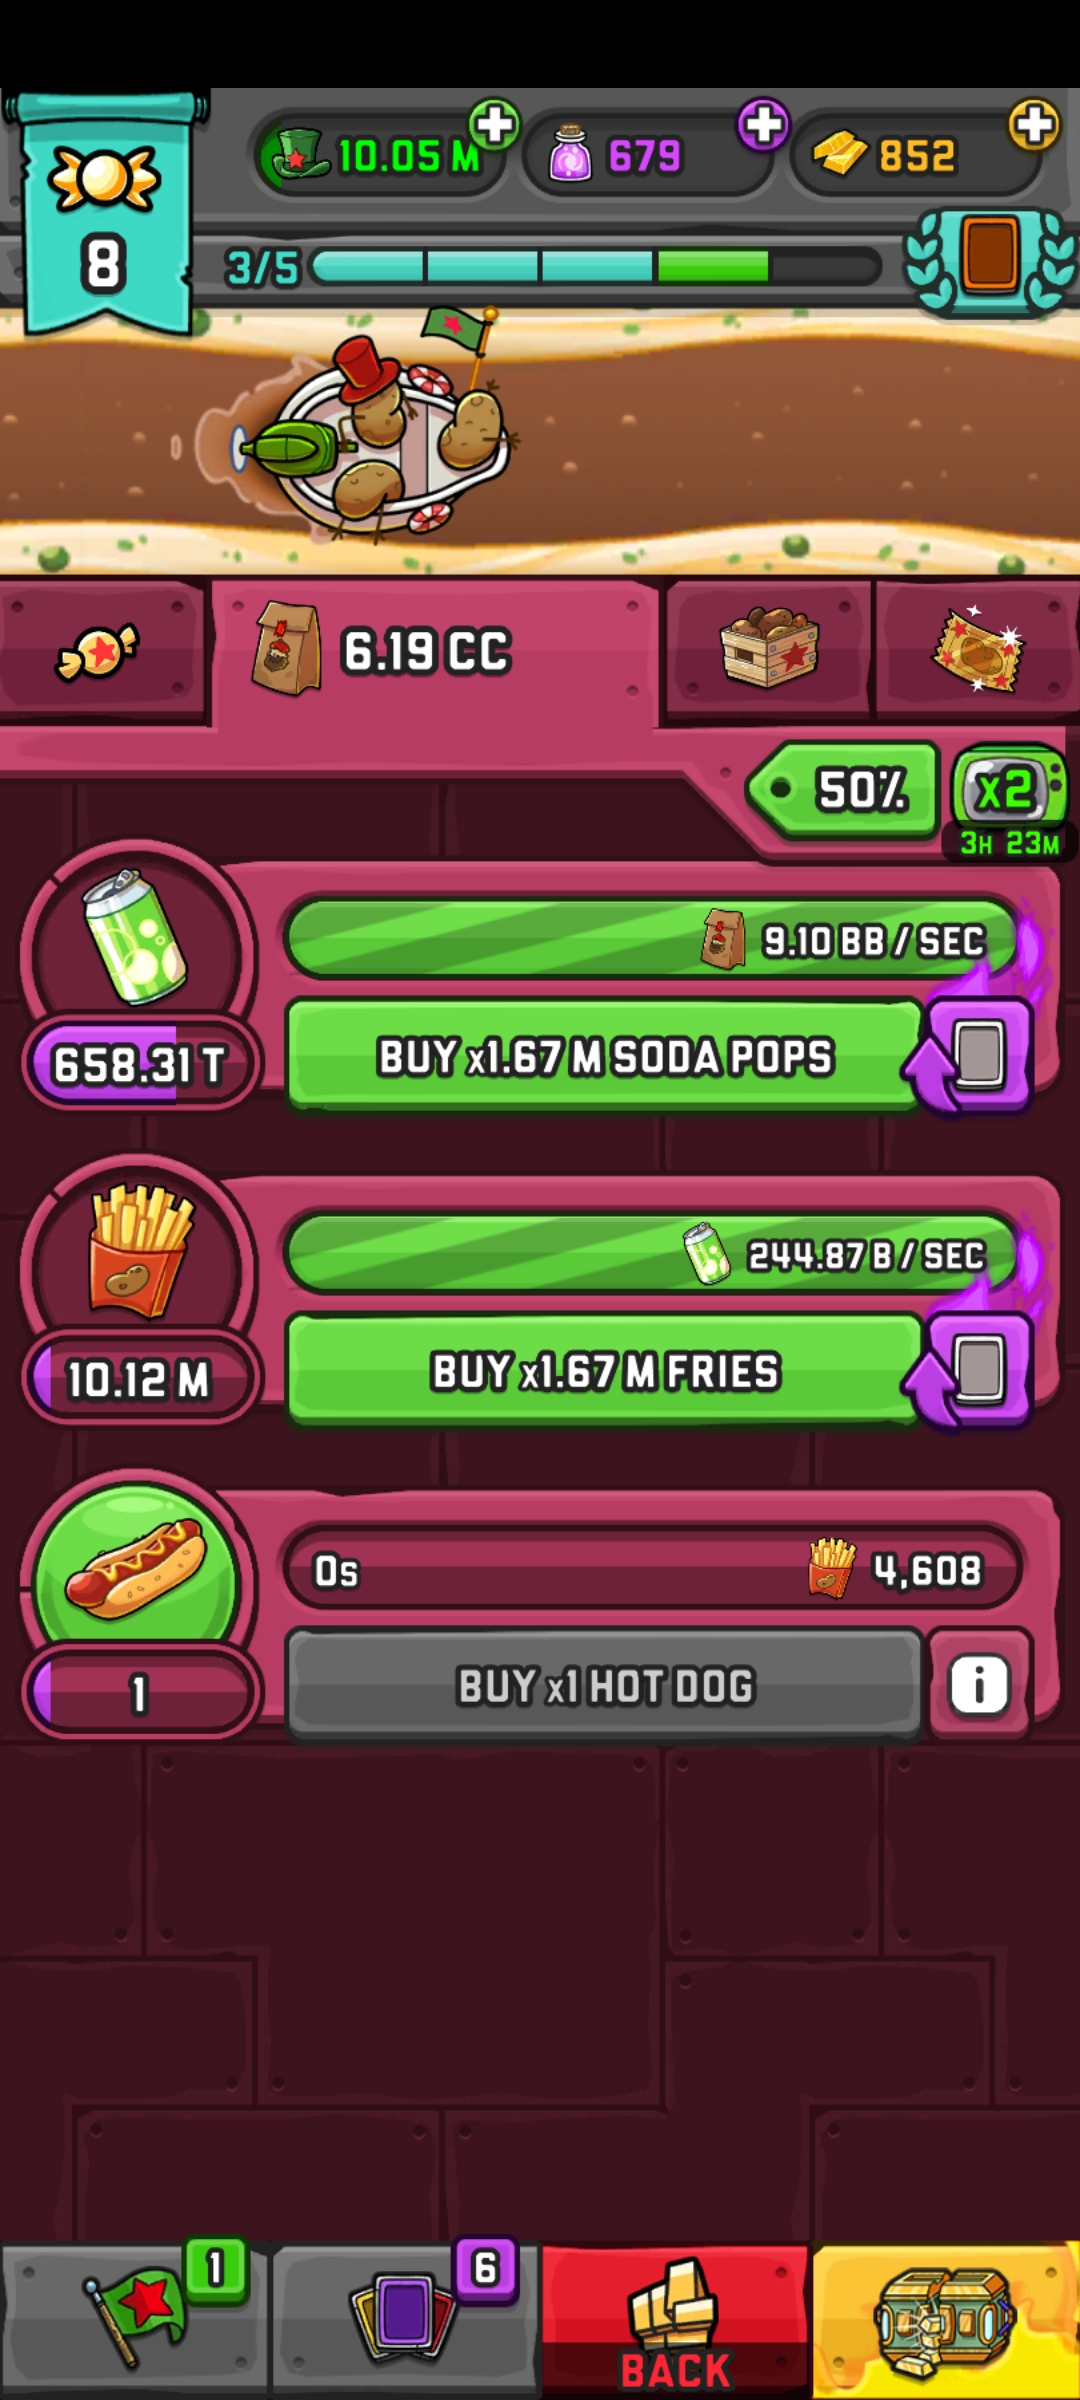 10.05 M
679
852
8
3/5
6.19 CC
50%
x2
3H 23M
9.10 BB / SEC
658.31 T
BUY x1.67 M SODA POPS
244.87 B / SEC
10.12 M
BUY x1.67 M FRIES
0s
4,608
1
BUY x1 HOT DOG
i
1
6
BACK